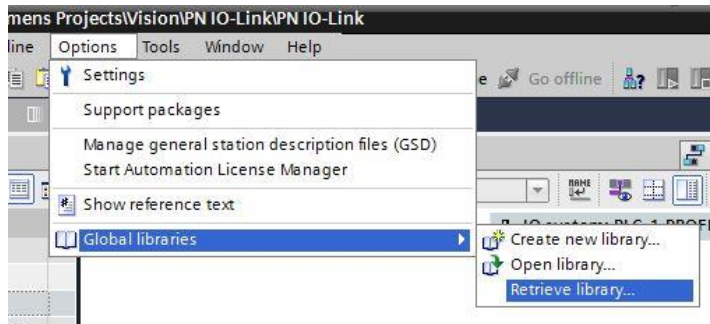 mens Projects\Vision\PN IO-Link\PN IO-Link
line Options Tools Window Help
Settings
e Go offline
Support packages
Manage general station description files (GSD)
Start Automation License Manager
NAME
Show reference text
IO system: PLC_1.PROFI
Global libraries
Create new library...
Open library...
Retrieve library...